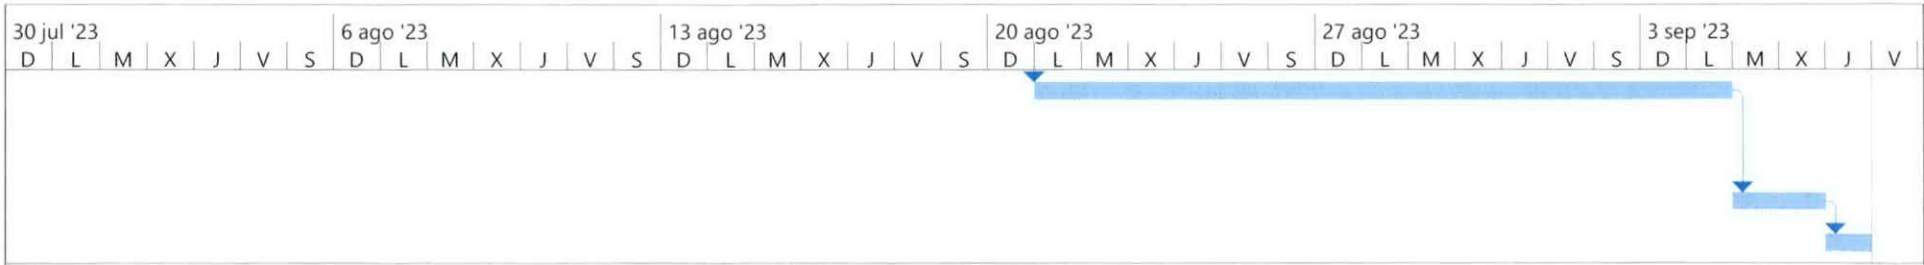 30 jul '23 6 ago '23 13 ago '23 20 ago '23 27 ago '23 3 sep '23
D L M X J V S D L M X J V S D L M X J V S D L M X J V S D L M X J V S D L M X J V